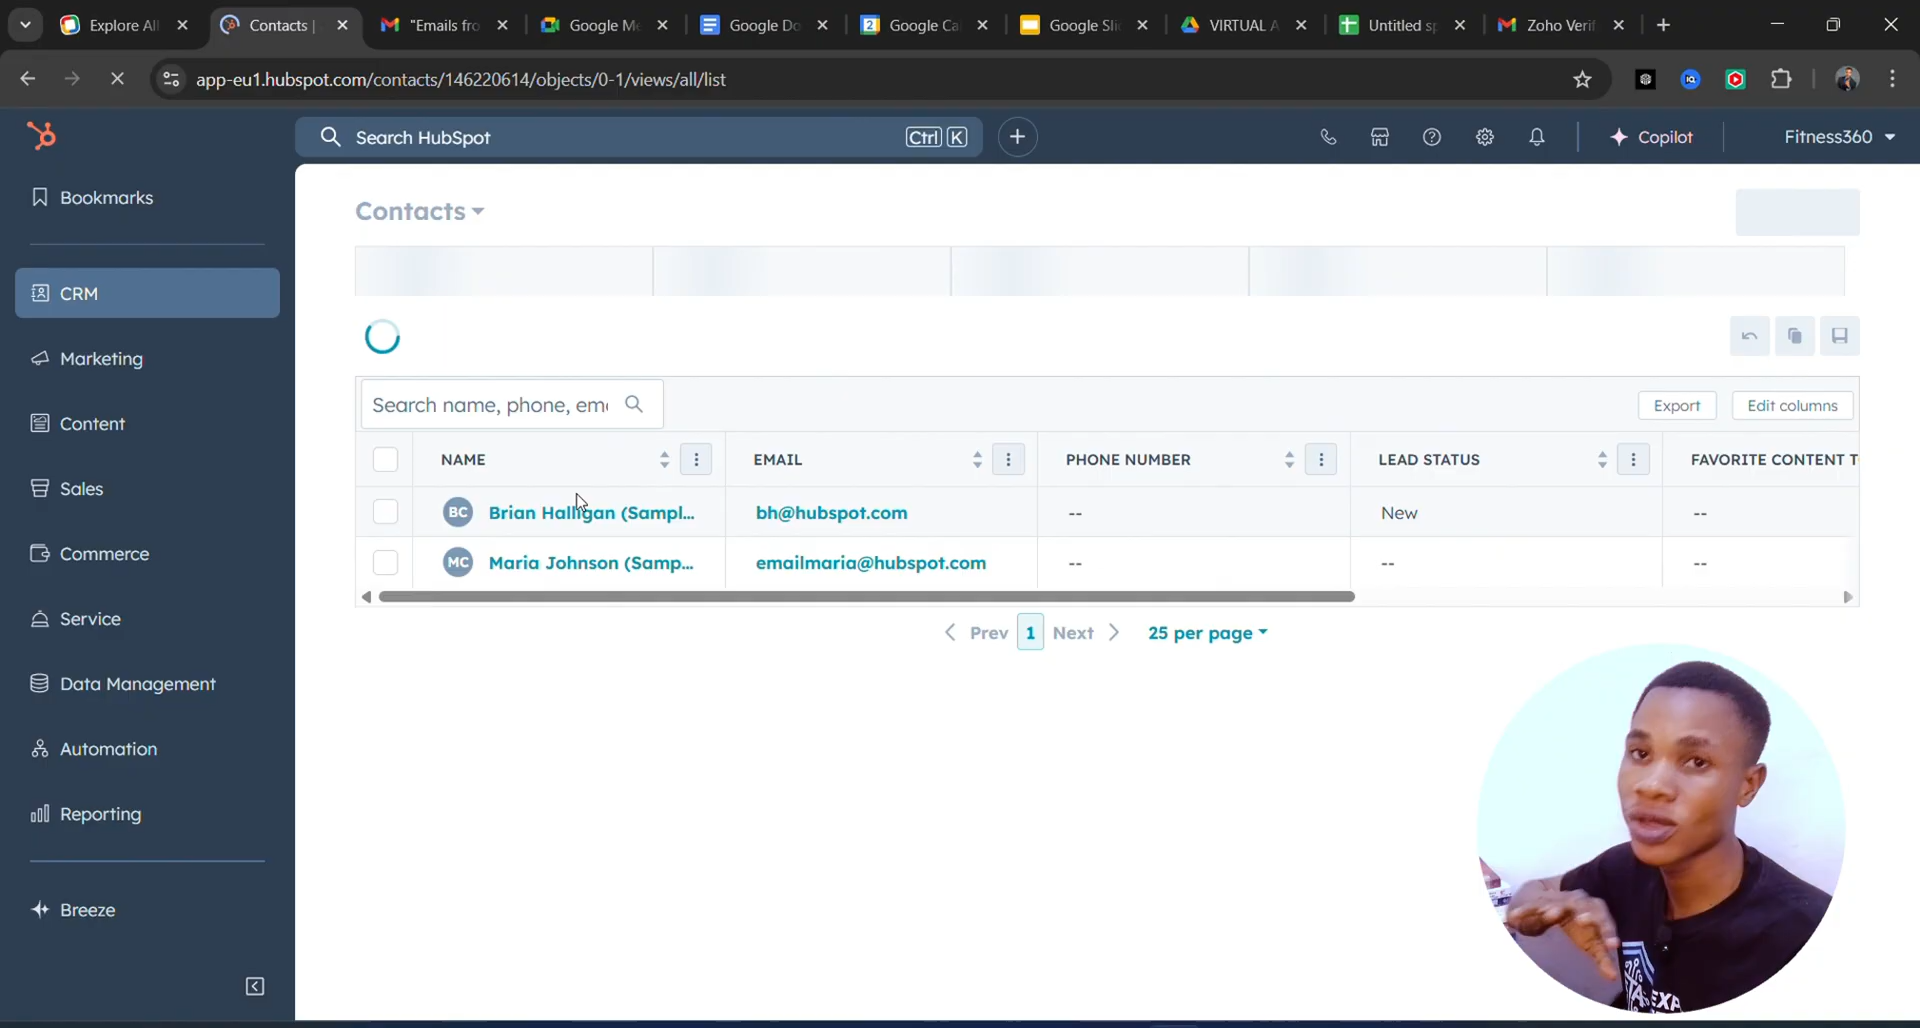 Explore All
Contacts |
"Emails fro
Google Me
Google Do
2
Google Ca
Google Sli
VIRTUAL A
Untitled sp
Zoho Verif
app-eu1.hubspot.com/contacts/146220614/objects/0-1/views/all/list
Search HubSpot
Ctrl K
Copilot
Fitness360
Bookmarks
CRM
Marketing
Content
Sales
Commerce
Service
Data Management
Automation
Reporting
Breeze
Contacts
Search name, phone, em
Export
Edit columns
NAME
EMAIL
PHONE NUMBER
LEAD STATUS
FAVORITE CONTENT T
BC
Brian Halligan (Sampl...
bh@hubspot.com
--
New
--
MC
Maria Johnson (Samp...
emailmaria@hubspot.com
--
--
--
Prev
1
Next
25 per page